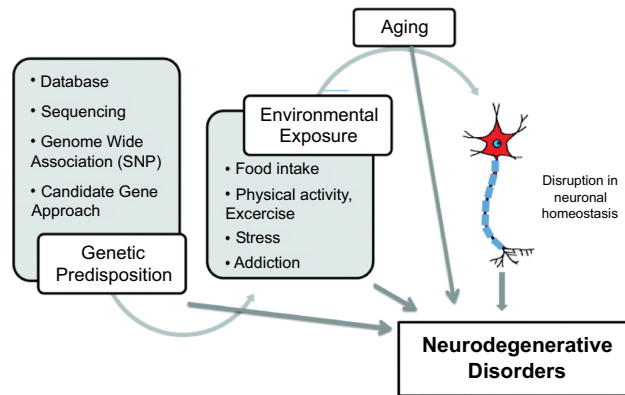 Aging
• Database
• Sequencing
• Genome Wide
Association (SNP)
• Candidate Gene
Approach
Genetic
Predisposition
Environmental
Exposure
• Food intake
• Physical activity,
Excercise
• Stress
• Addiction
Disruption in
neuronal
homeostasis
Neurodegenerative
Disorders